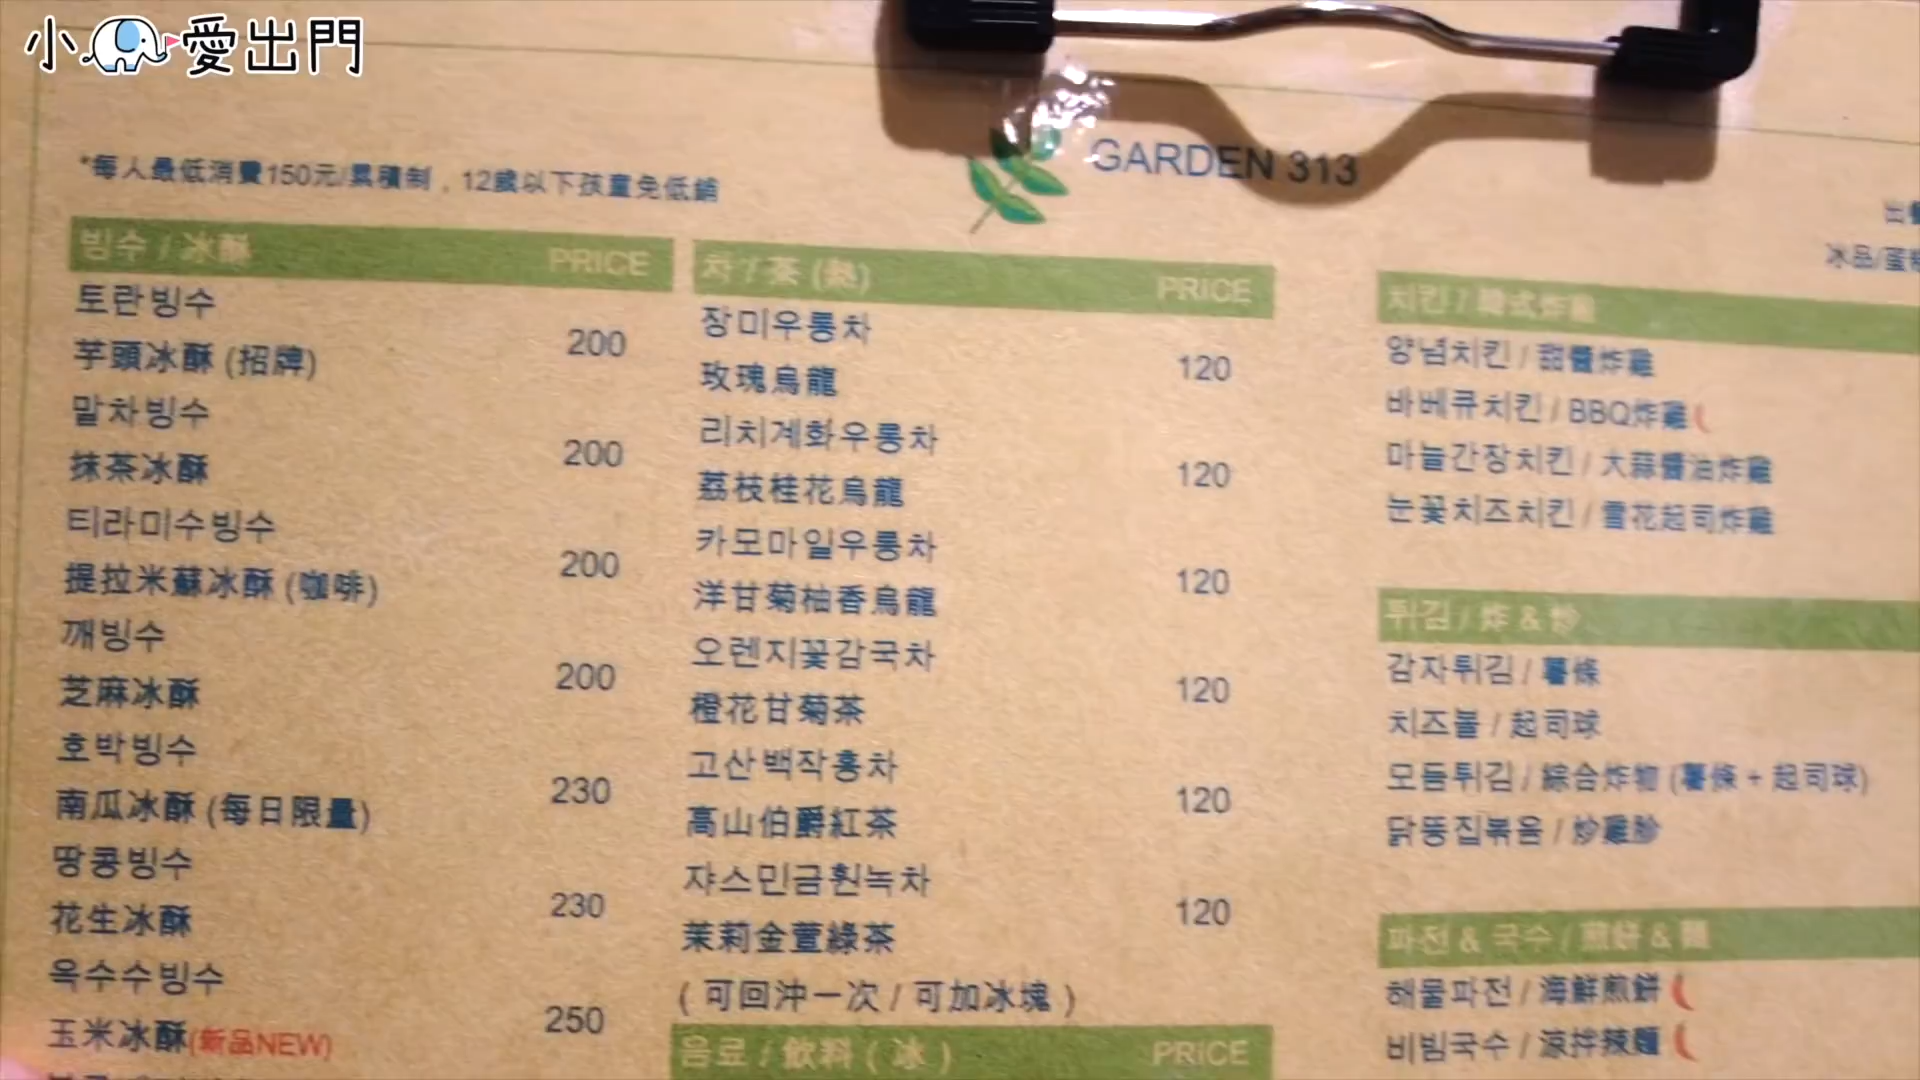 小愛出門
GARDEN 313
*每人最低消費150元/累積制，12歲以下孩童免低銷
冰品/蛋
빙수 / 冰酥 PRICE
토란빙수
芋頭冰酥 (招牌) 200
말차빙수
抹茶冰酥 200
티라미수빙수
提拉米蘇冰酥 (咖啡) 200
깨빙수
芝麻冰酥 200
호박빙수
南瓜冰酥 (每日限量) 230
땅콩빙수
花生冰酥 230
옥수수빙수
玉米冰酥(新品NEW) 250
차 / 茶 (熱) PRICE
장미우롱차
玫瑰烏龍 120
리치계화우롱차
荔枝桂花烏龍 120
카모마일우롱차
洋甘菊柚香烏龍 120
오렌지꽃감국차
橙花甘菊茶 120
고산백작홍차
高山伯爵紅茶 120
쟈스민금훤녹차
茉莉金萱綠茶 120
( 可回沖一次 / 可加冰塊 )
음료 / 飲料 ( 冰 ) PRICE
치킨 / 韓式炸雞
양념치킨 / 甜醬炸雞
바베큐치킨 / BBQ炸雞
마늘간장치킨 / 大蒜醬油炸雞
눈꽃치즈치킨 / 雪花起司炸雞
튀김 / 炸 & 炒
감자튀김 / 薯條
치즈볼 / 起司球
모듬튀김 / 綜合炸物 (薯條 + 起司球)
닭똥집볶음 / 炒雞胗
파전 & 국수 / 煎餅 & 麵
해물파전 / 海鮮煎餅
비빔국수 / 涼拌辣麵